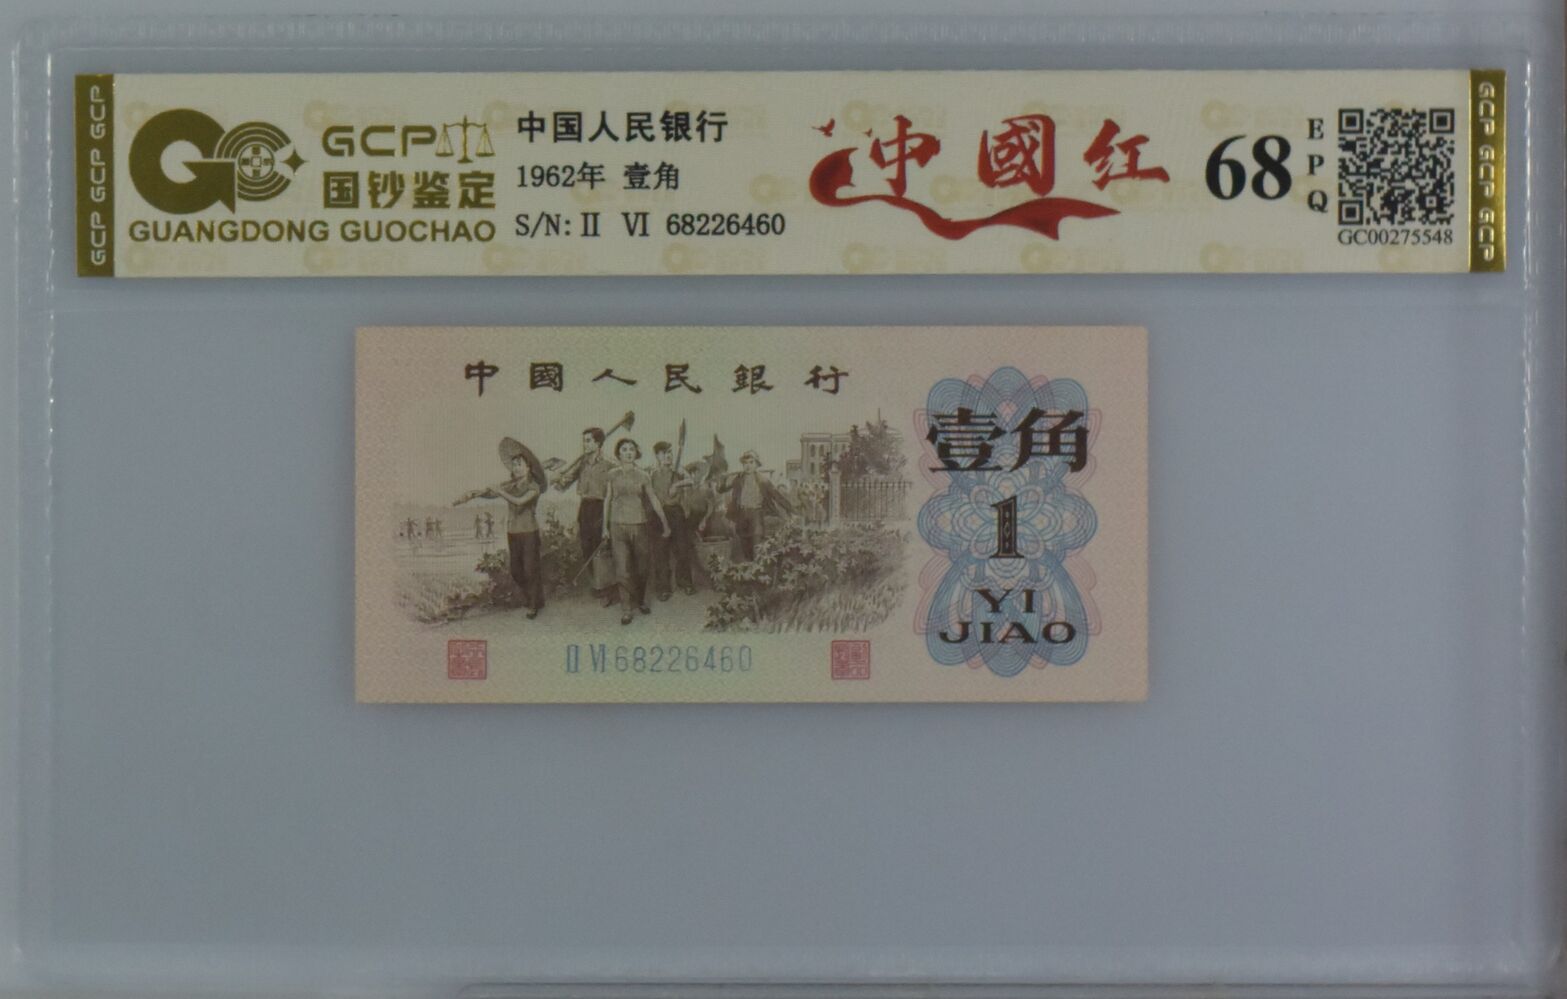 GCP GCP GCP
GCP
国钞鉴定
GUANGDONG GUOCHAO
中国人民银行
1962年 壹角
S/N: II VI 68226460
中國红
68
EPQ
GC00275548
GCP GCP GCP
中國人民銀行
壹角
1
YI
JIAO
II VI 68226460